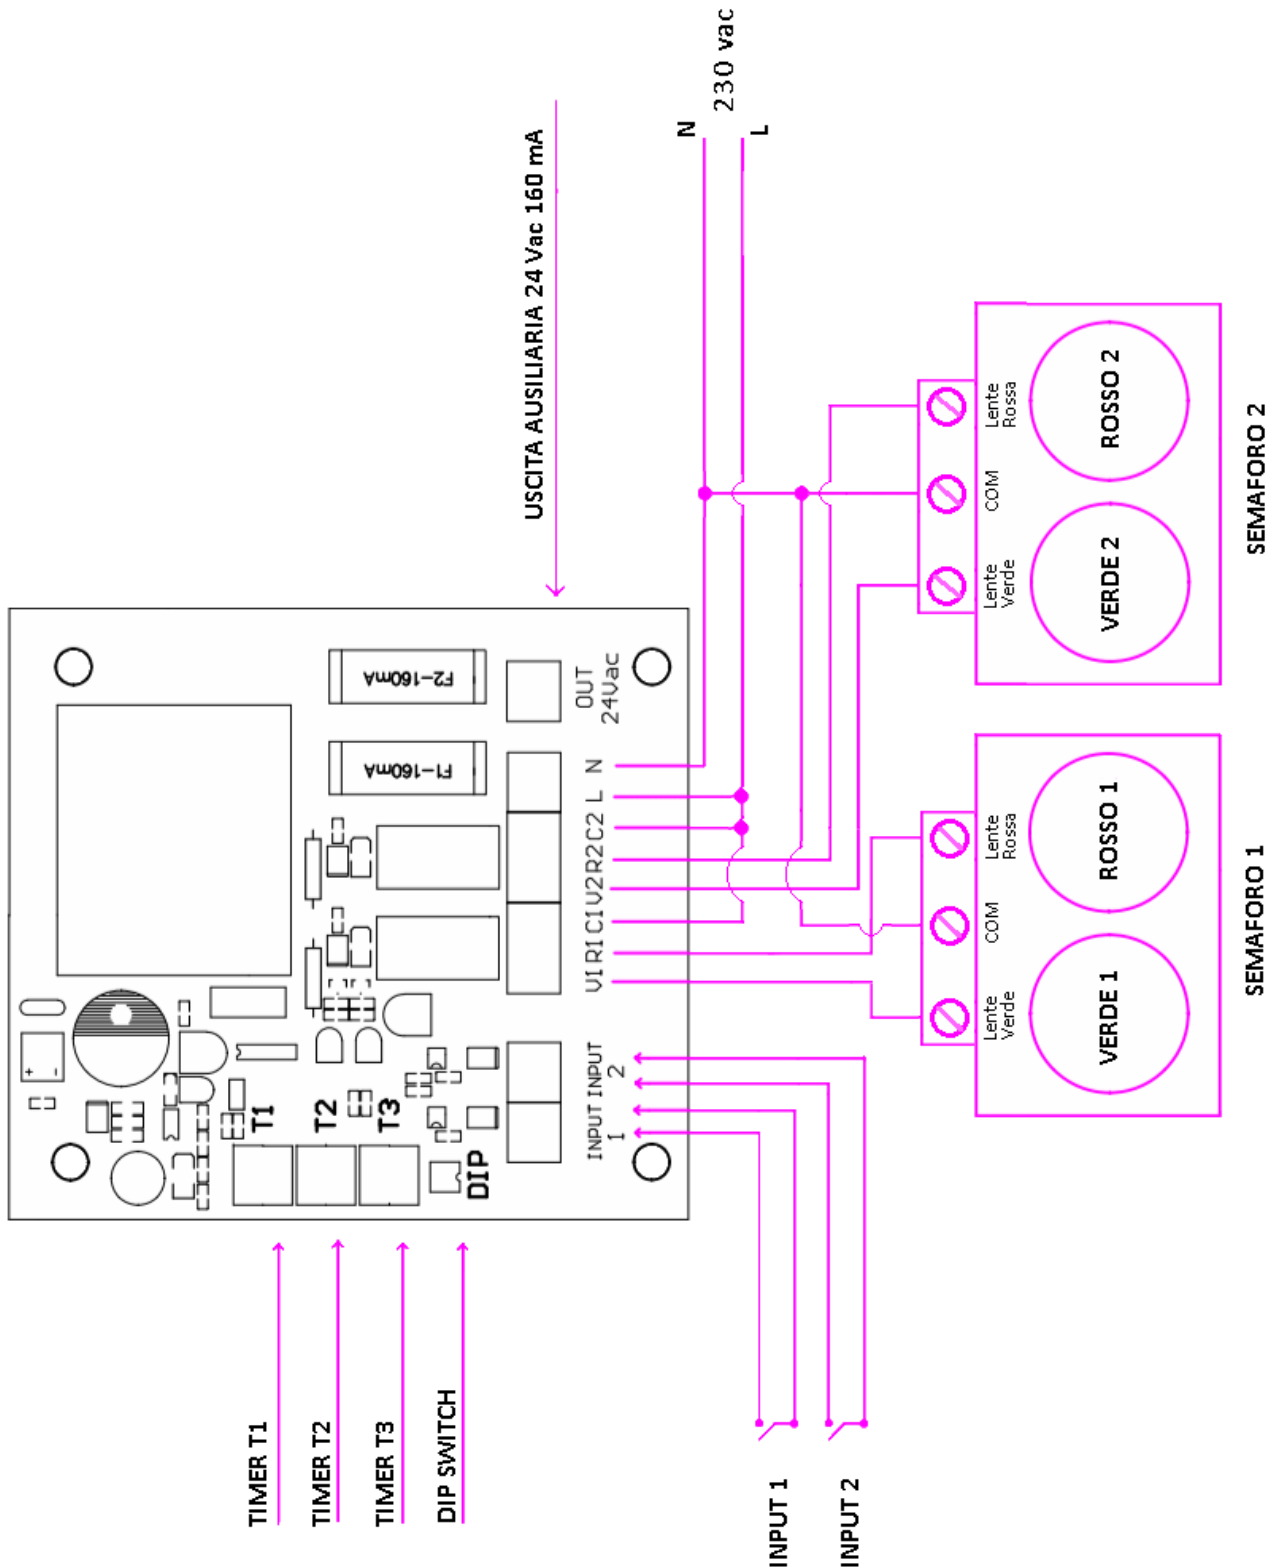 TIMER T1
TIMER T2
TIMER T3
DIP SWITCH
T1
T2
T3
DIP
+
-
F1-160mA
F2-160mA
USCITA AUSILIARIA 24 Vac 160 mA
INPUT
1
INPUT
2
V1
R1
C1
V2
R2
C2
L
N
OUT
24Vac
N
230 vac
L
INPUT 1
INPUT 2
Lente
Verde
COM
Lente
Rossa
VERDE 1
ROSSO 1
SEMAFORO 1
Lente
Verde
COM
Lente
Rossa
VERDE 2
ROSSO 2
SEMAFORO 2